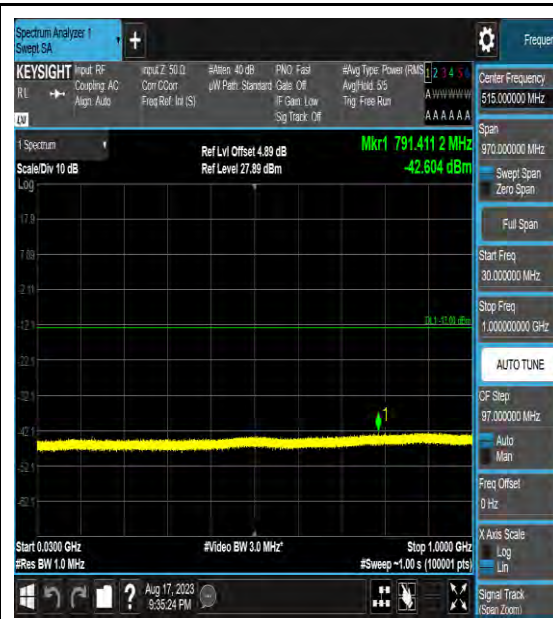 Spectrum Analyzer 1
Swept SA
+
Frequen
KEYSIGHT
RL
Input: RF
Coupling: AC
Align: Auto
Input Z: 50 Ω
Corr CCorr
Freq Ref: Int (S)
#Atten: 40 dB
µW Path: Standard
PNO: Fast
Gate: Off
IF Gain: Low
Sig Track: Off
#Avg Type: Power (RMS
Avg|Hold: 5/5
Trig: Free Run
1 2 3 4 5 6
A W W W W W
A A A A A A
LV
1 Spectrum
Scale/Div 10 dB
Log
Ref Lvl Offset 4.89 dB
Ref Level 27.89 dBm
Mkr1 791.411 2 MHz
-42.604 dBm
17.9
7.89
-2.11
-12.1
-22.1
-32.1
-42.1
-52.1
-62.1
DL1 -13.00 dBm
1
Start 0.0300 GHz
#Res BW 1.0 MHz
#Video BW 3.0 MHz*
Stop 1.0000 GHz
#Sweep ~1.00 s (100001 pts)
Center Frequency
515.000000 MHz
Span
970.000000 MHz
Swept Span
Zero Span
Full Span
Start Freq
30.000000 MHz
Stop Freq
1.000000000 GHz
AUTO TUNE
CF Step
97.000000 MHz
Auto
Man
Freq Offset
0 Hz
X Axis Scale
Log
Lin
Signal Track
(Span Zoom)
?
Aug 17, 2023
9:35:24 PM